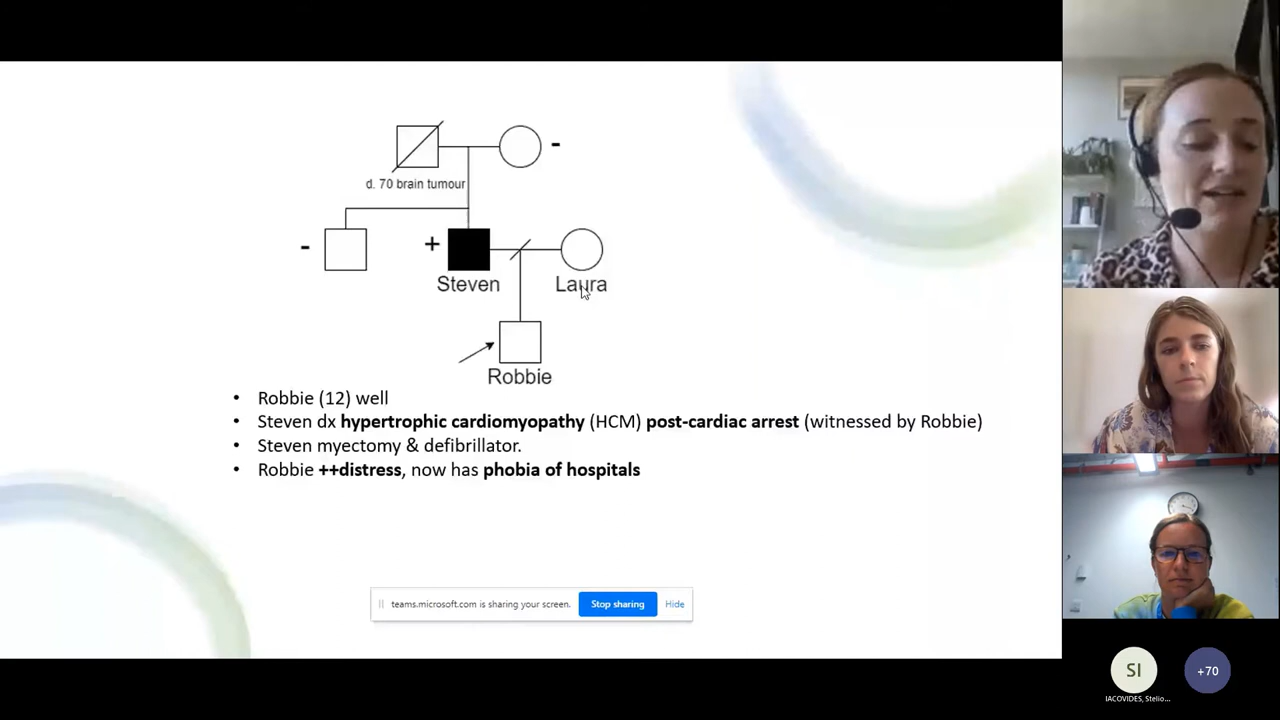 -
d. 70 brain tumour
-
+
Steven
Laura
Robbie
• Robbie (12) well
• Steven dx hypertrophic cardiomyopathy (HCM) post-cardiac arrest (witnessed by Robbie)
• Steven myectomy & defibrillator.
• Robbie ++distress, now has phobia of hospitals
teams.microsoft.com is sharing your screen.
Stop sharing
Hide
SI
+70
IACOVIDES, Stelio...